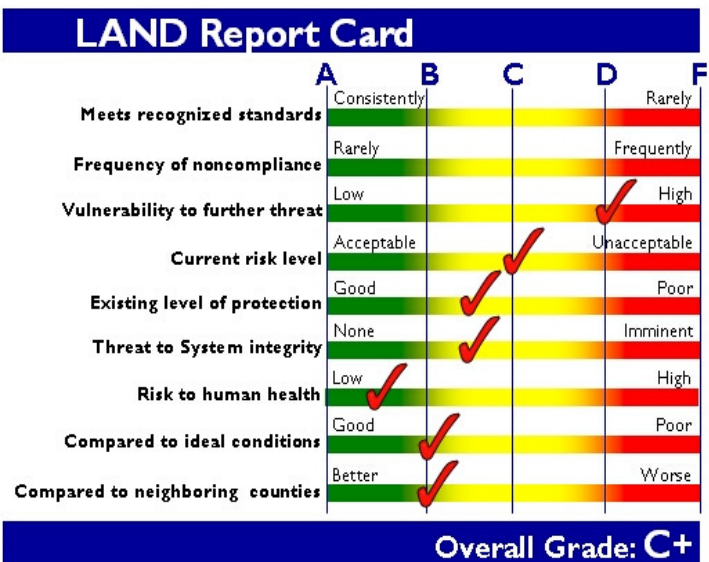 LAND Report Card
A B C D F
Consistently Rarely
Meets recognized standards
Rarely Frequently
Frequency of noncompliance
Low High
Vulnerability to further threat
Acceptable Unacceptable
Current risk level
Good Poor
Existing level of protection
None Imminent
Threat to System integrity
Low High
Risk to human health
Good Poor
Compared to ideal conditions
Better Worse
Compared to neighboring counties
Overall Grade: C+